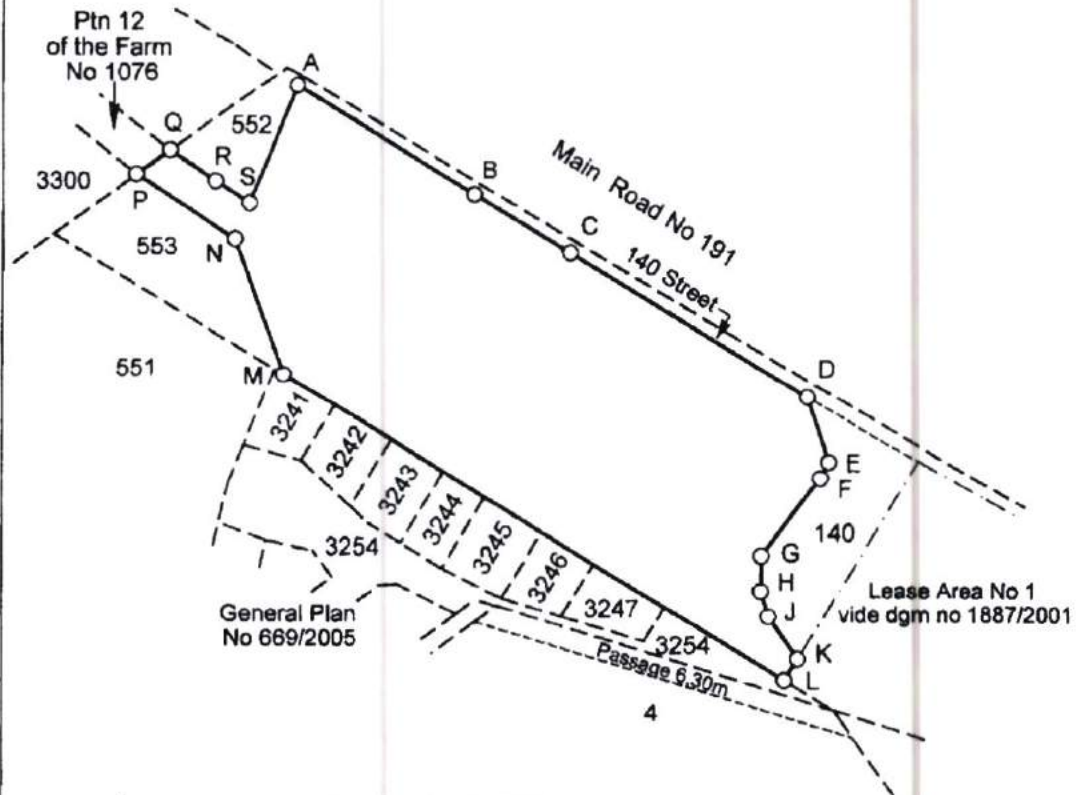 Ptn 12
of the Farm
No 1076
A
Q
552
R
S
B
Main Road No 191
3300
P
C
553
N
140 Street
551
M
D
3241
3242
3243
3244
3245
3246
3247
3254
3254
E
F
G
140
H
J
Lease Area No 1
vide dgm no 1887/2001
General Plan
No 669/2005
K
L
Passage 6,30m
4